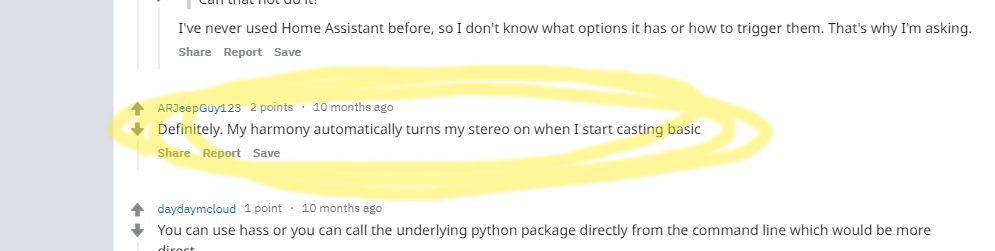 Can that not do it?
I've never used Home Assistant before, so I don't know what options it has or how to trigger them. That's why I'm asking.
Share Report Save
ARJeepGuy123 2 points · 10 months ago
Definitely. My harmony automatically turns my stereo on when I start casting basic
Share Report Save
daydaymcloud 1 point · 10 months ago
You can use hass or you can call the underlying python package directly from the command line which would be more
direct